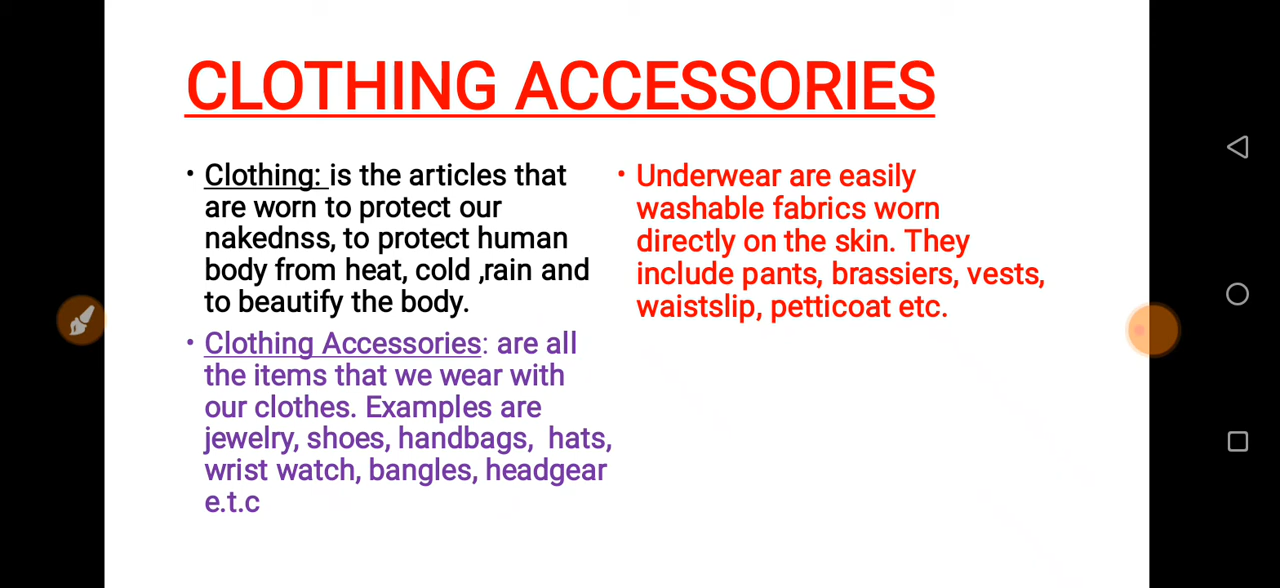 CLOTHING ACCESSORIES
• Clothing: is the articles that
are worn to protect our
nakednss, to protect human
body from heat, cold ,rain and
to beautify the body.
• Clothing Accessories: are all
the items that we wear with
our clothes. Examples are
jewelry, shoes, handbags,  hats,
wrist watch, bangles, headgear
e.t.c
• Underwear are easily
washable fabrics worn
directly on the skin. They
include pants, brassiers, vests,
waistslip, petticoat etc.